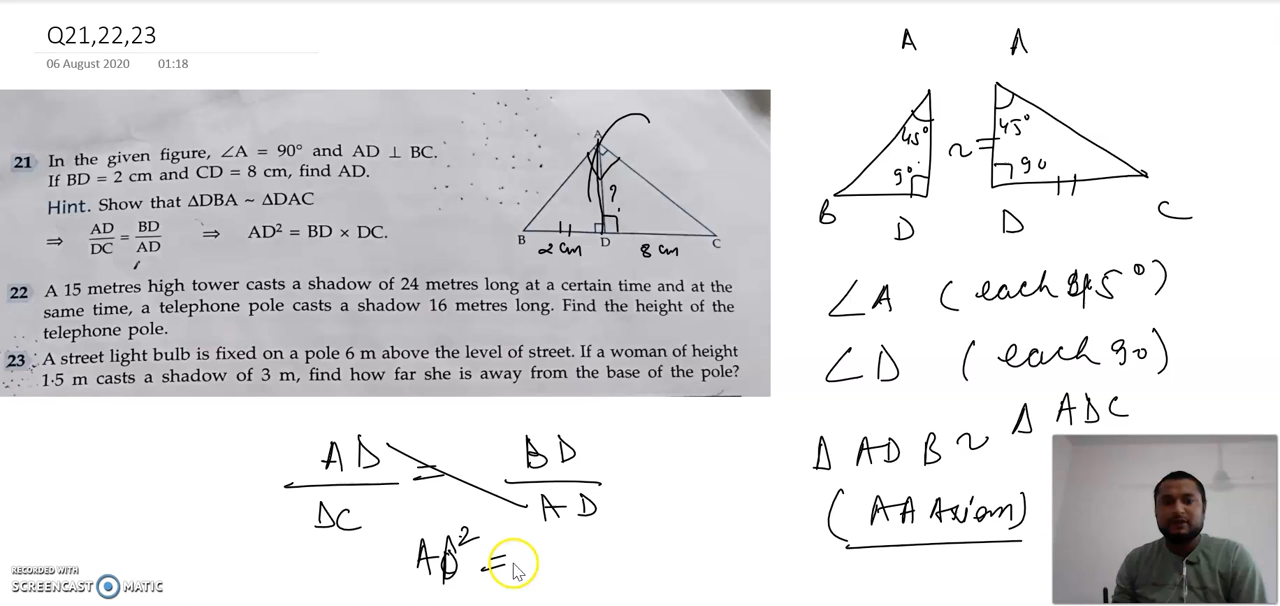 Q21,22,23
06 August 2020 01:18
21 In the given figure, ∠A = 90° and AD ⊥ BC.
If BD = 2 cm and CD = 8 cm, find AD.
Hint. Show that ΔDBA ~ ΔDAC
⇒ AD/DC = BD/AD ⇒ AD² = BD × DC.
A
?
B D C
2 cm 8 cm
22 A 15 metres high tower casts a shadow of 24 metres long at a certain time and at the
same time, a telephone pole casts a shadow 16 metres long. Find the height of the
telephone pole.
23 A street light bulb is fixed on a pole 6 m above the level of street. If a woman of height
1·5 m casts a shadow of 3 m, find how far she is away from the base of the pole?
A A
45° ~ 45°
90° 90
B D D C
∠A (each 45°)
∠D (each 90)
Δ ADB ~ Δ ADC
(AA Axiom)
AD/DC = BD/AD
AD² =
RECORDED WITH
SCREENCAST MATIC